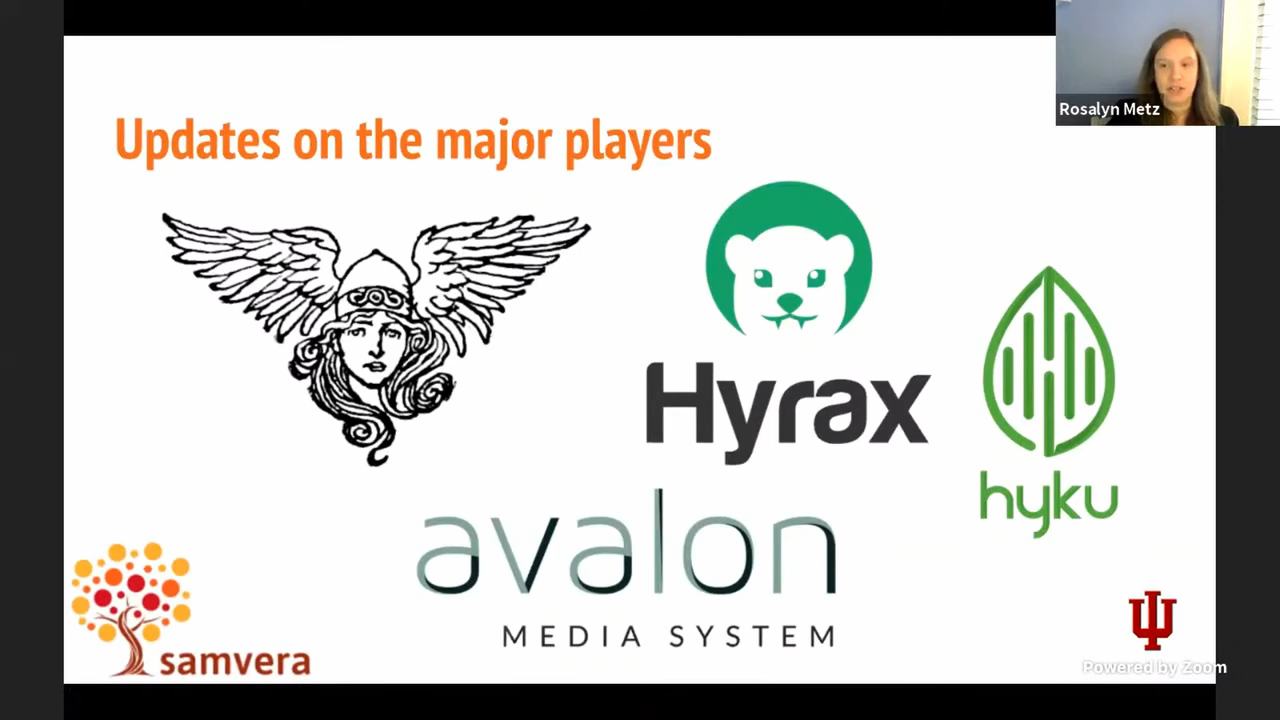 Rosalyn Metz
Updates on the major players
Hyrax
hyku
avalon
MEDIA SYSTEM
samvera
Powered by Zoom